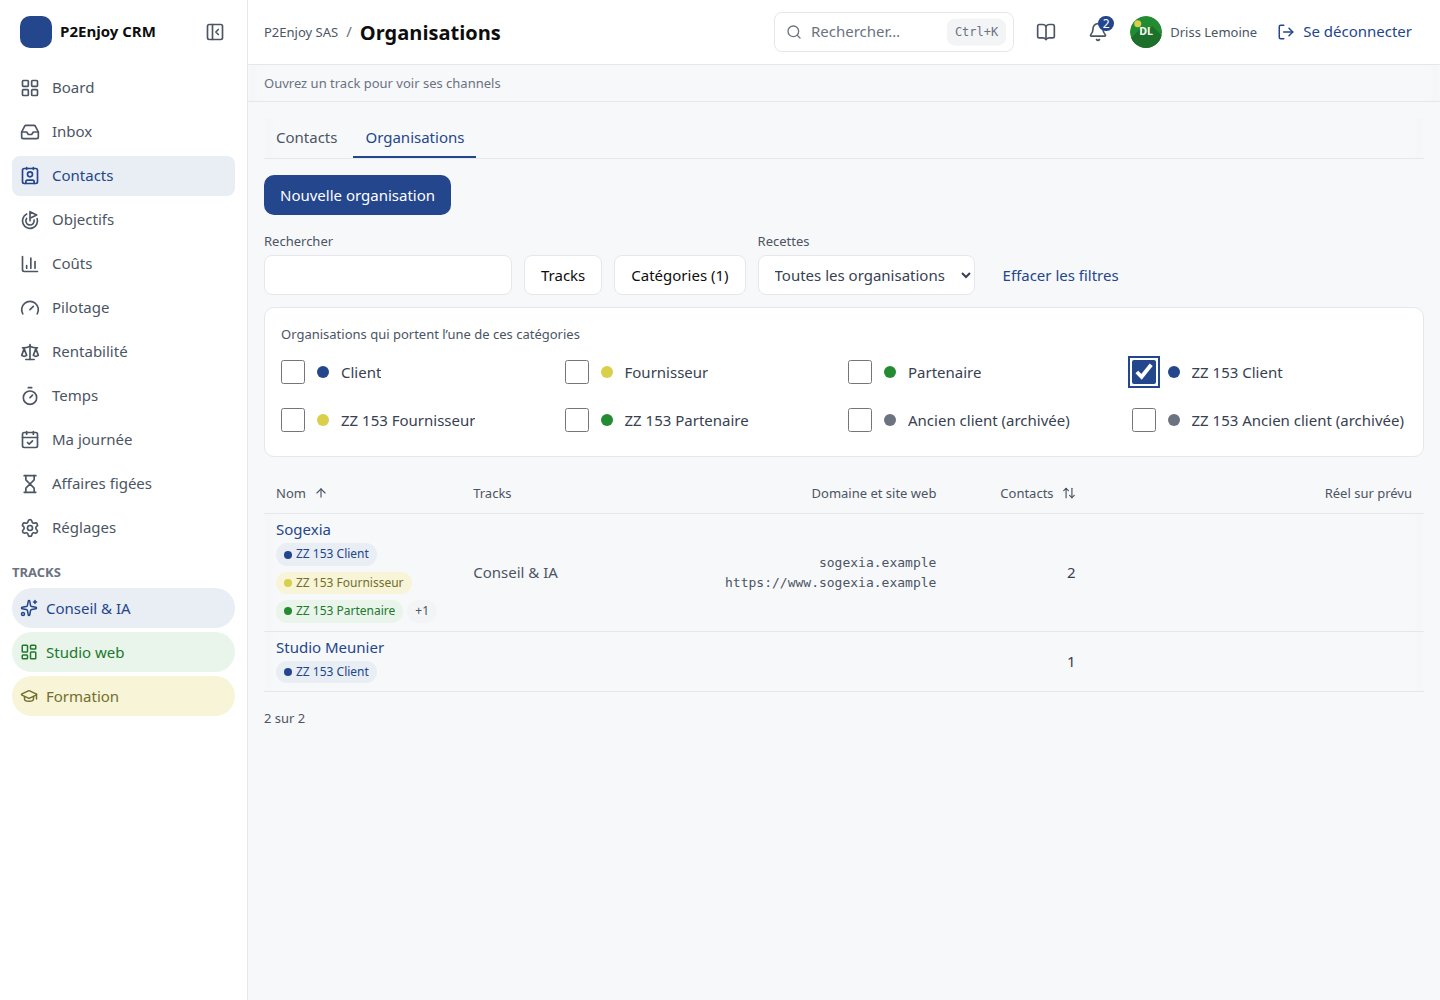 P2Enjoy CRM
P2Enjoy SAS / Organisations
Rechercher...
Ctrl+K
2
DL
Driss Lemoine
Se déconnecter
Ouvrez un track pour voir ses channels
Board
Inbox
Contacts
Objectifs
Coûts
Pilotage
Rentabilité
Temps
Ma journée
Affaires figées
Réglages
TRACKS
Conseil & IA
Studio web
Formation
Contacts
Organisations
Nouvelle organisation
Rechercher
Recettes
Tracks
Catégories (1)
Toutes les organisations
Effacer les filtres
Organisations qui portent l'une de ces catégories
Client
Fournisseur
Partenaire
ZZ 153 Client
ZZ 153 Fournisseur
ZZ 153 Partenaire
Ancien client (archivée)
ZZ 153 Ancien client (archivée)
Nom
Tracks
Domaine et site web
Contacts
Réel sur prévu
Sogexia
ZZ 153 Client
ZZ 153 Fournisseur
ZZ 153 Partenaire
+1
Conseil & IA
sogexia.example
https://www.sogexia.example
2
Studio Meunier
ZZ 153 Client
1
2 sur 2